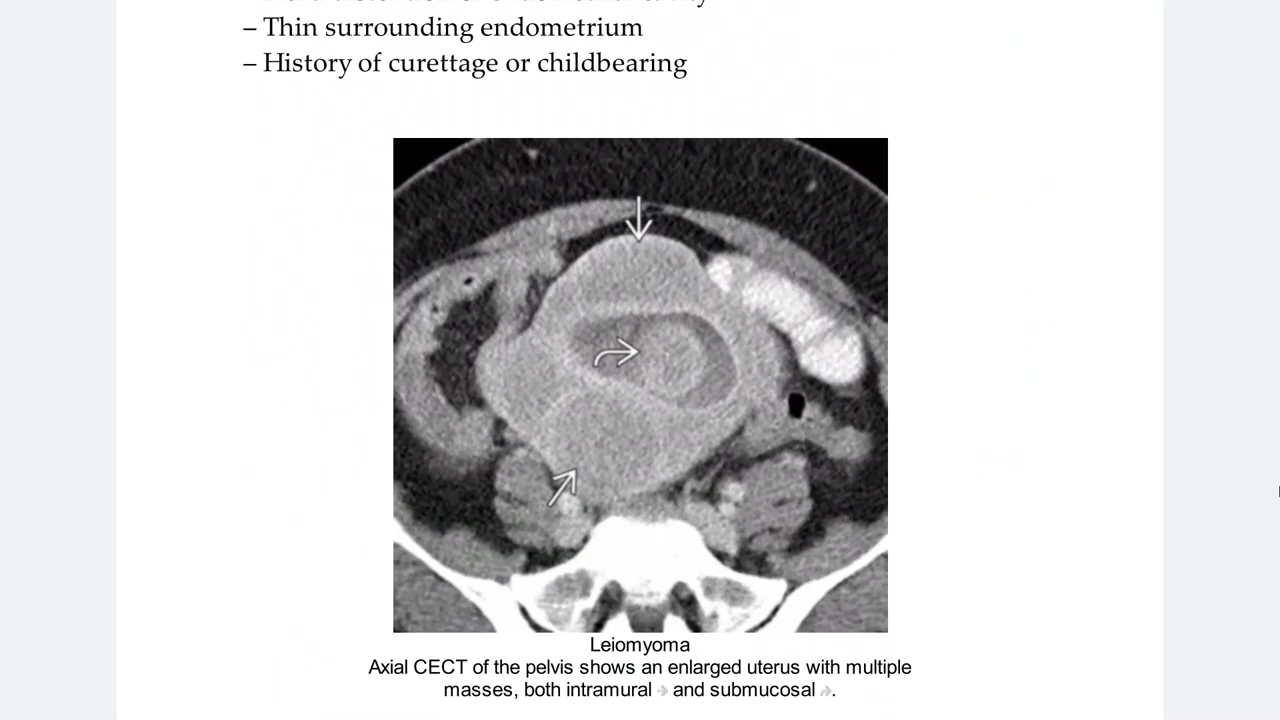 – Thin surrounding endometrium
– History of curettage or childbearing
Leiomyoma
Axial CECT of the pelvis shows an enlarged uterus with multiple
masses, both intramural → and submucosal ↷.